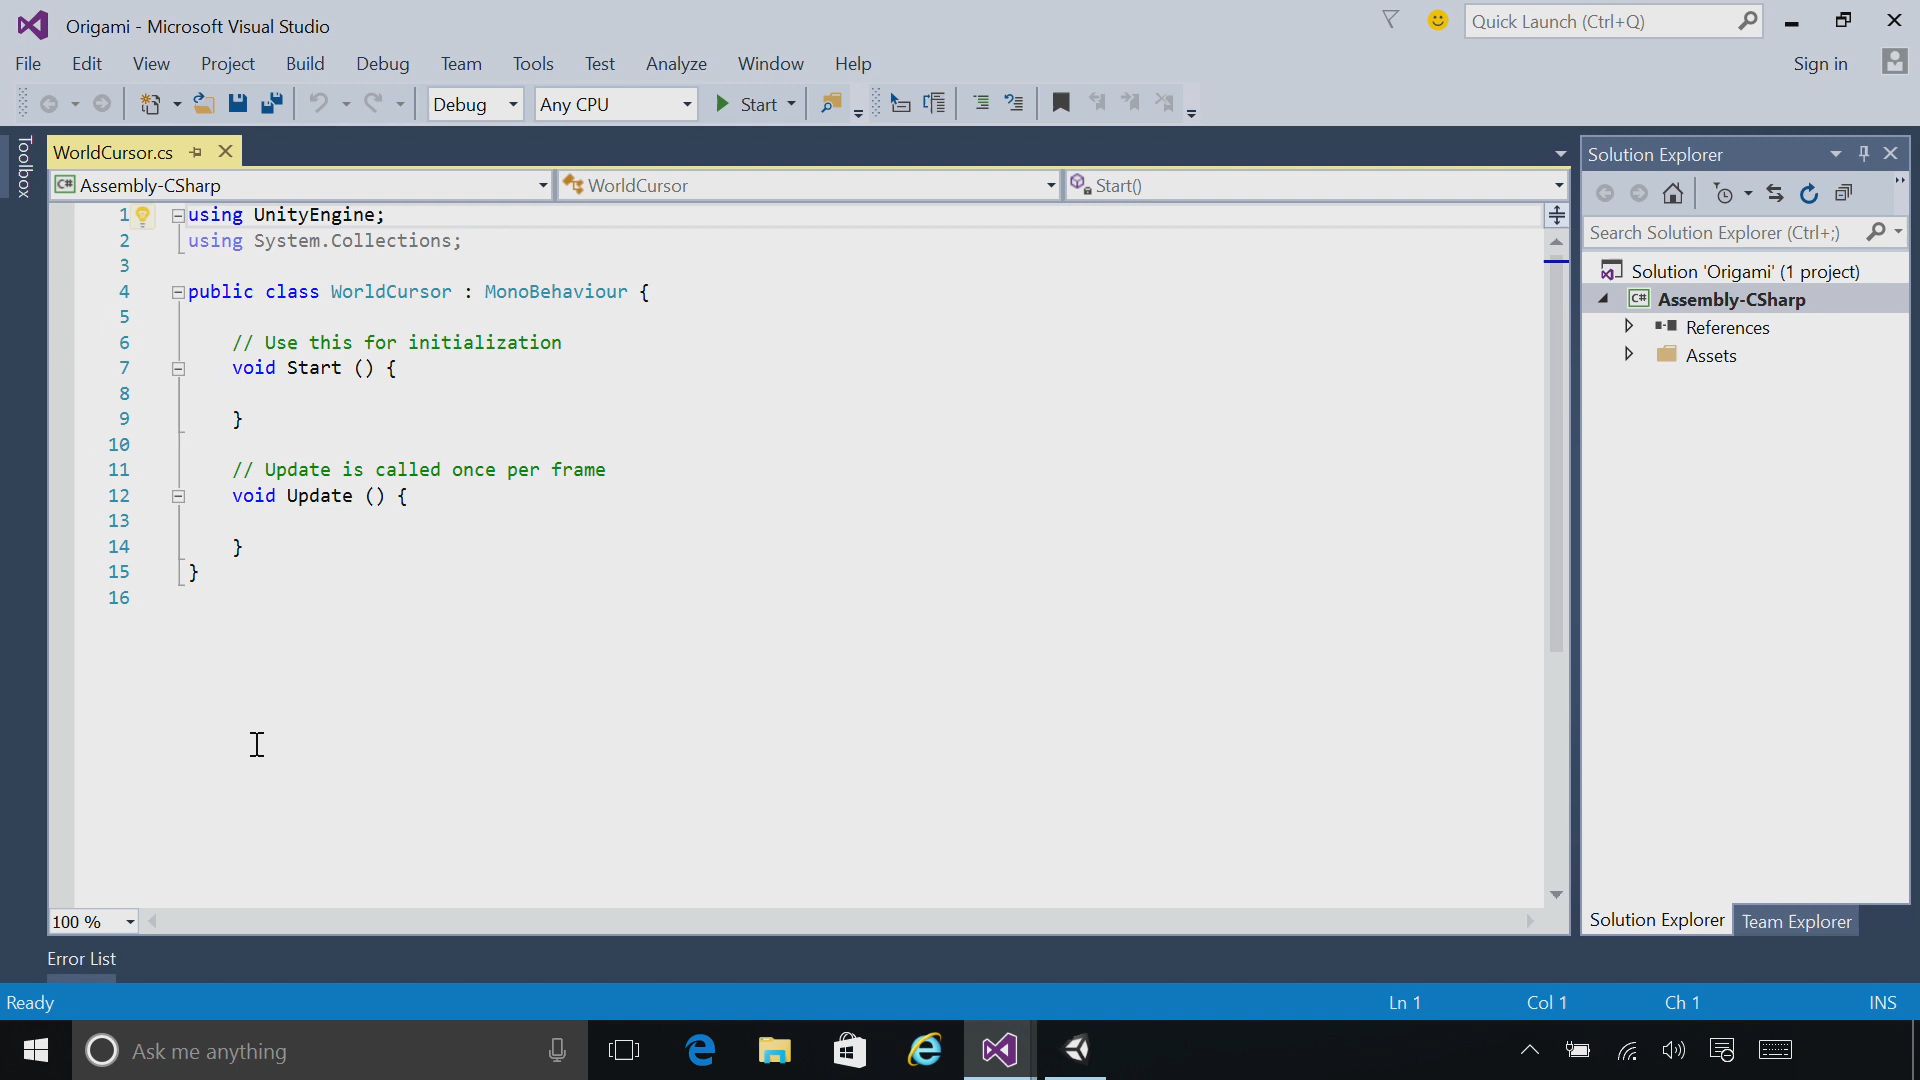 Origami - Microsoft Visual Studio
Quick Launch (Ctrl+Q)
File Edit View Project Build Debug Team Tools Test Analyze Window Help
Sign in
Debug Any CPU Start
Toolbox
WorldCursor.cs
C# Assembly-CSharp WorldCursor Start()
1 using UnityEngine;
2 using System.Collections;
3
4 public class WorldCursor : MonoBehaviour {
5
6 // Use this for initialization
7 void Start () {
8
9 }
10
11 // Update is called once per frame
12 void Update () {
13
14 }
15 }
16
100 %
Solution Explorer
Search Solution Explorer (Ctrl+;)
Solution 'Origami' (1 project)
C# Assembly-CSharp
References
Assets
Solution Explorer Team Explorer
Error List
Ready Ln 1 Col 1 Ch 1 INS
Ask me anything